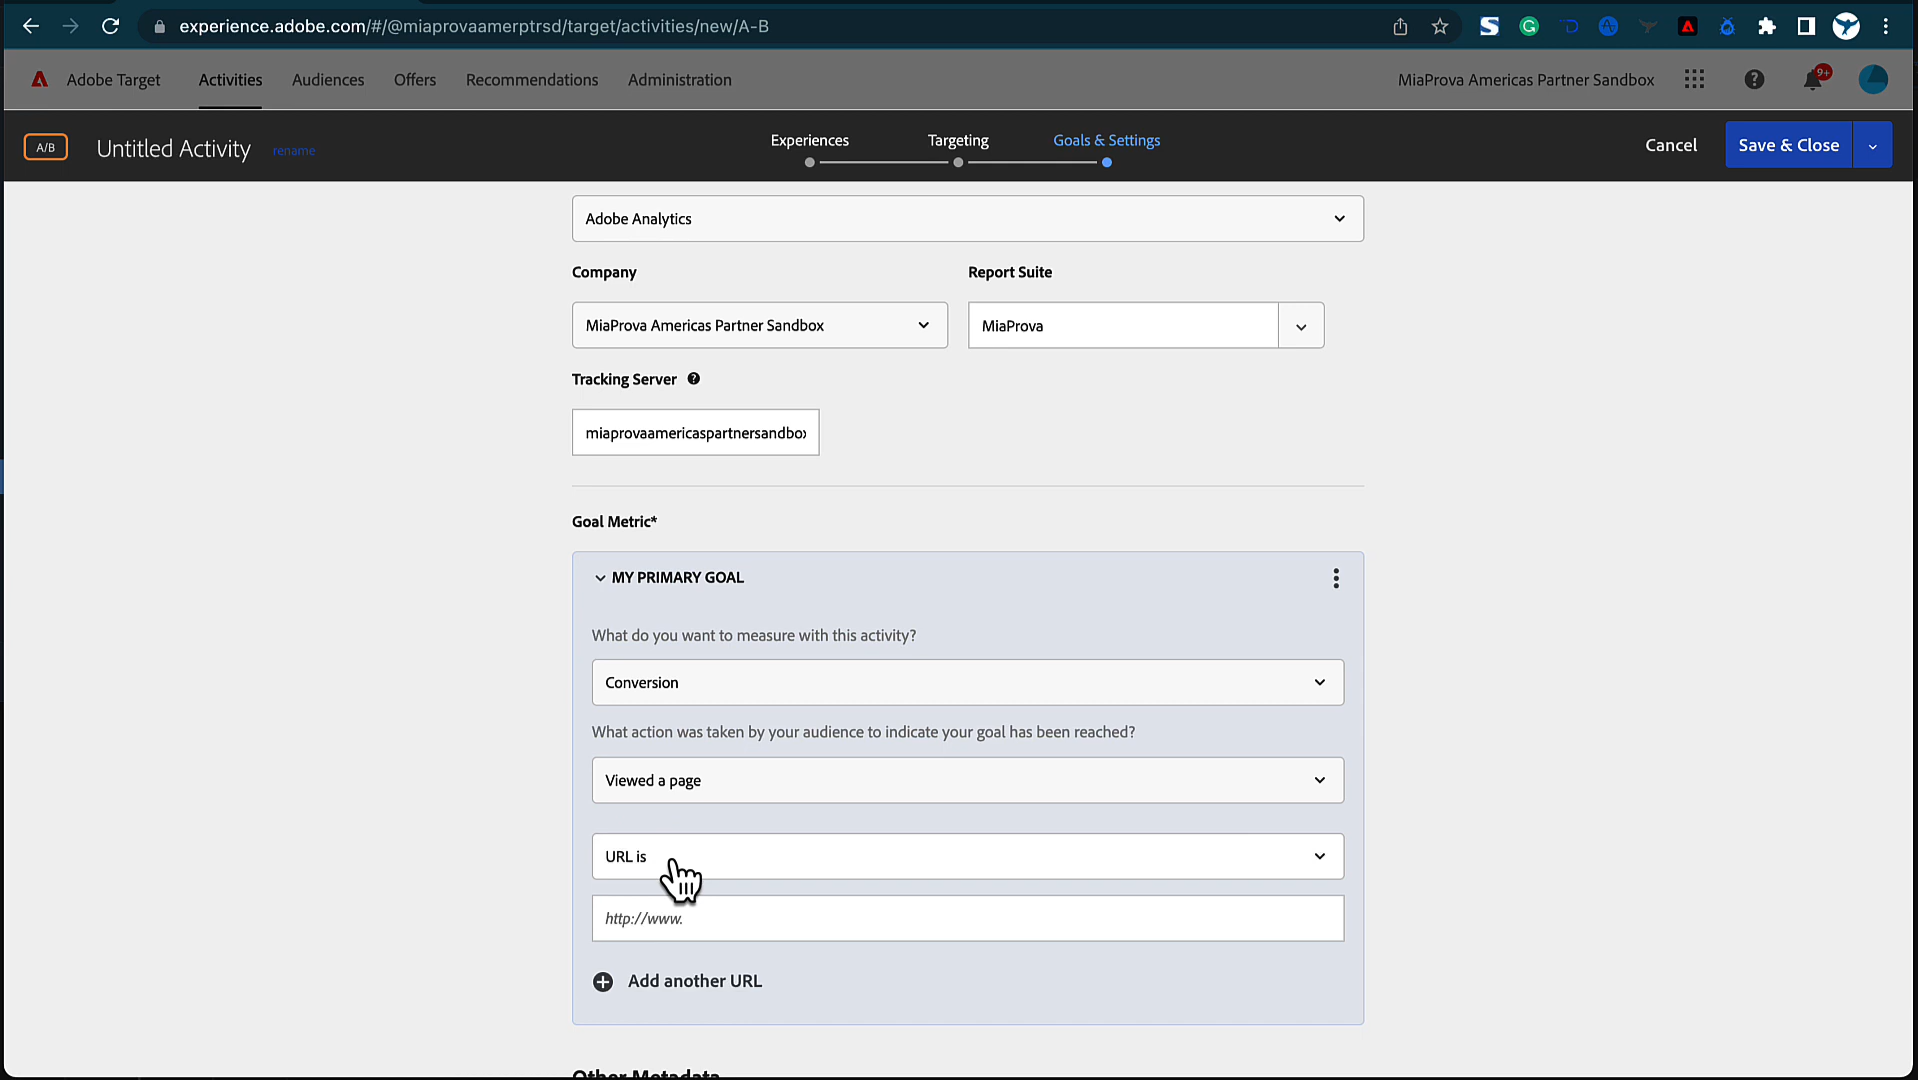 experience.adobe.com/#/@miaprovaamerptrsd/target/activities/new/A-B
Adobe Target
Activities
Audiences
Offers
Recommendations
Administration
MiaProva Americas Partner Sandbox
9+
A/B
Untitled Activity
rename
Experiences
Targeting
Goals & Settings
Cancel
Save & Close
Adobe Analytics
Company
Report Suite
MiaProva Americas Partner Sandbox
MiaProva
Tracking Server
miaprovaamericaspartnersandbox
Goal Metric*
MY PRIMARY GOAL
What do you want to measure with this activity?
Conversion
What action was taken by your audience to indicate your goal has been reached?
Viewed a page
URL is
http://www.
Add another URL
Other Metadata